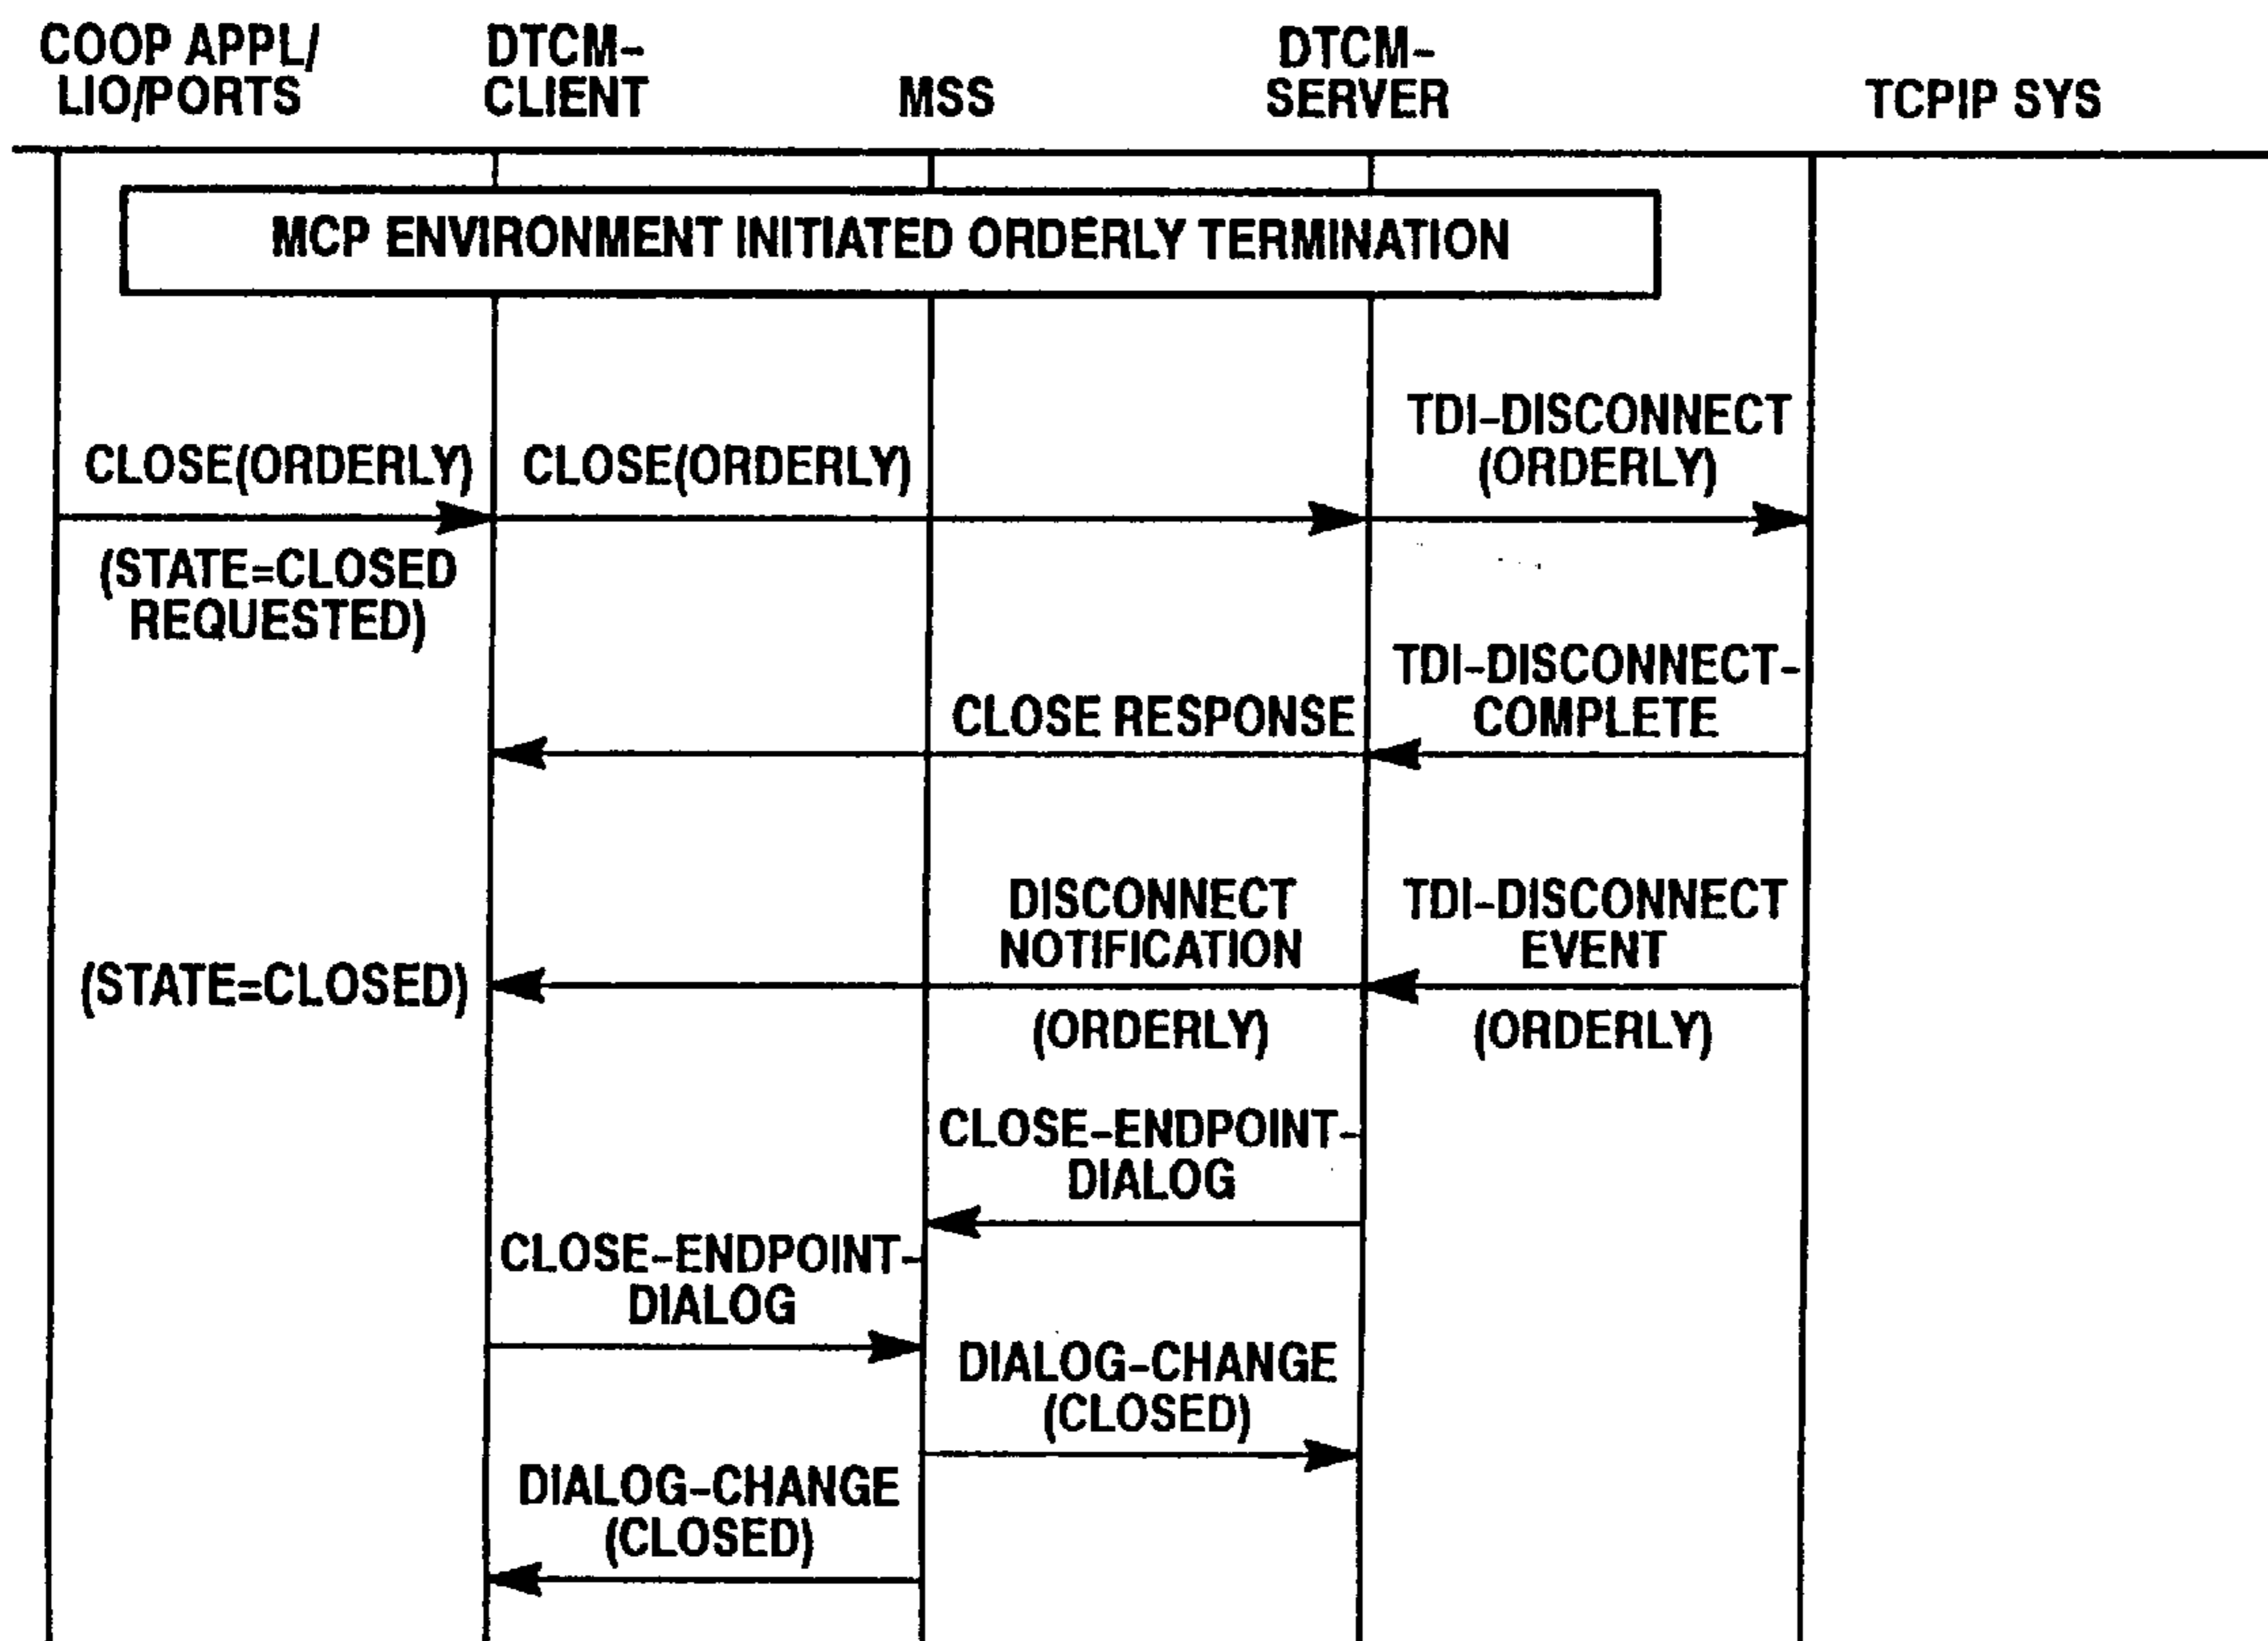 COOP APPL/
LIO/PORTS
DTCM-
CLIENT
MSS
DTCM-
SERVER
TCPIP SYS
MCP ENVIRONMENT INITIATED ORDERLY TERMINATION
CLOSE(ORDERLY)
(STATE=CLOSED
REQUESTED)
CLOSE(ORDERLY)
TDI-DISCONNECT
(ORDERLY)
TDI-DISCONNECT-
COMPLETE
CLOSE RESPONSE
TDI-DISCONNECT
EVENT
(ORDERLY)
DISCONNECT
NOTIFICATION
(ORDERLY)
(STATE=CLOSED)
CLOSE-ENDPOINT-
DIALOG
CLOSE-ENDPOINT-
DIALOG
DIALOG-CHANGE
(CLOSED)
DIALOG-CHANGE
(CLOSED)